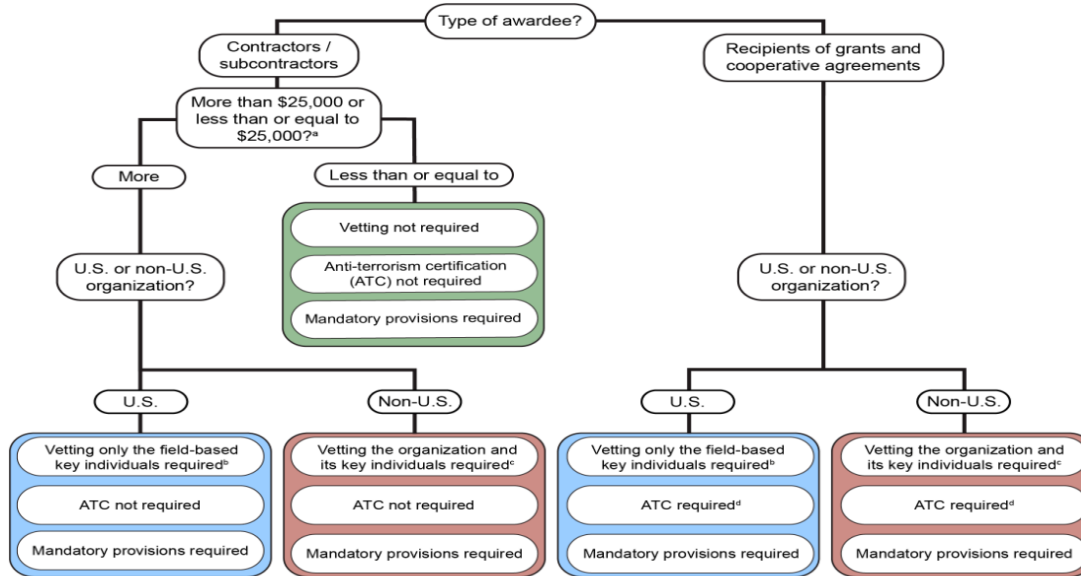 Type of awardee?
Contractors /
subcontractors
Recipients of grants and
cooperative agreements
More than $25,000 or
less than or equal to
$25,000?ᵃ
More
Less than or equal to
Vetting not required
Anti-terrorism certification
(ATC) not required
Mandatory provisions required
U.S. or non-U.S.
organization?
U.S. or non-U.S.
organization?
U.S.
Non-U.S.
U.S.
Non-U.S.
Vetting only the field-based
key individuals requiredᵇ
ATC not required
Mandatory provisions required
Vetting the organization and
its key individuals requiredᶜ
ATC not required
Mandatory provisions required
Vetting only the field-based
key individuals requiredᵇ
ATC requiredᵈ
Mandatory provisions required
Vetting the organization and
its key individuals requiredᶜ
ATC requiredᵈ
Mandatory provisions required